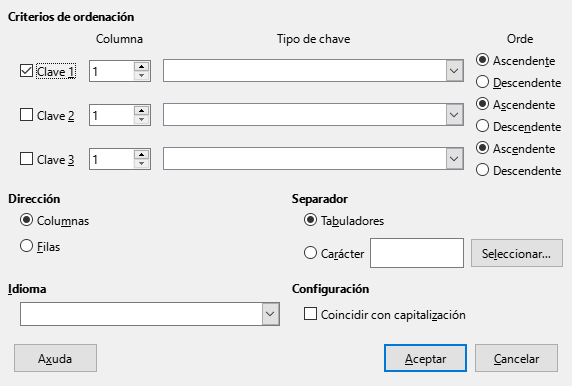 Criterios de ordenación
Columna Tipo de chave Orde
Clave 1 1 Ascendente
Descendente
Clave 2 1 Ascendente
Descendente
Clave 3 1 Ascendente
Descendente
Dirección Separador
Columnas Tabuladores
Filas Carácter Seleccionar...
Idioma Configuración
Coincidir con capitalización
Axuda Aceptar Cancelar